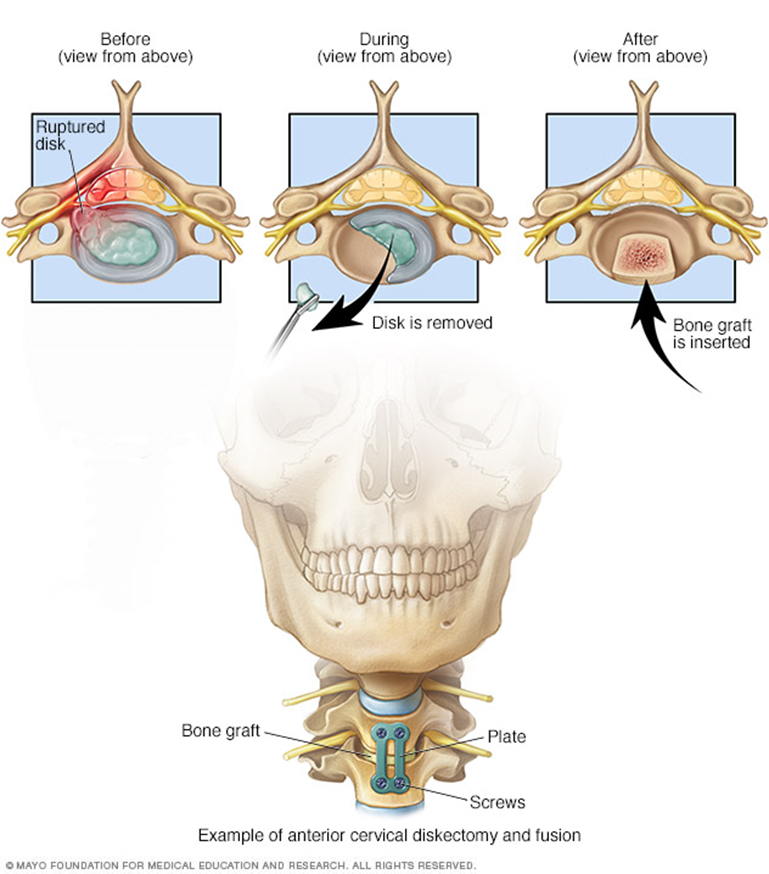 Before
(view from above)
During
(view from above)
After
(view from above)
Ruptured
disk
Disk is removed
Bone graft
is inserted
Bone graft
Plate
Screws
Example of anterior cervical diskectomy and fusion
© MAYO FOUNDATION FOR MEDICAL EDUCATION AND RESEARCH. ALL RIGHTS RESERVED.